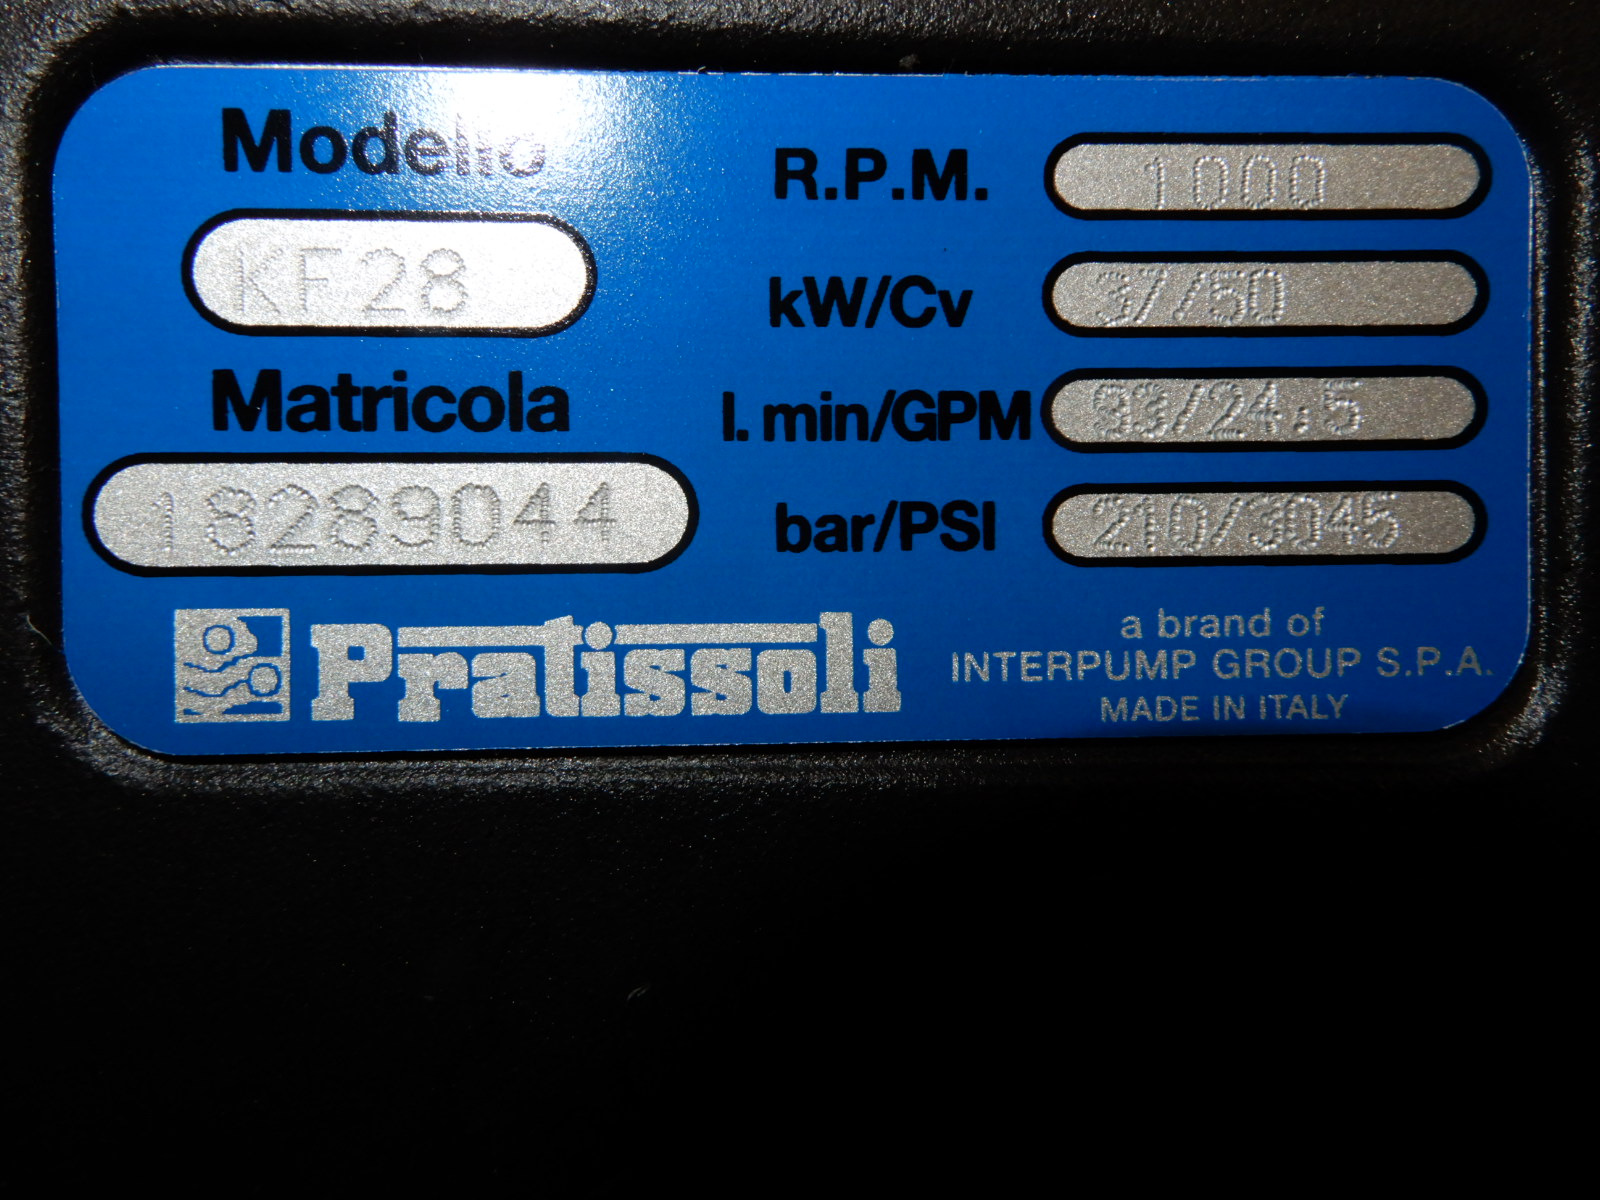 Modello
KF28
Matricola
18289044
R.P.M. 1000
kW/Cv 37/50
l.min/GPM 93/24.5
bar/PSI 210/3045
Pratissoli
a brand of
INTERPUMP GROUP S.P.A.
MADE IN ITALY